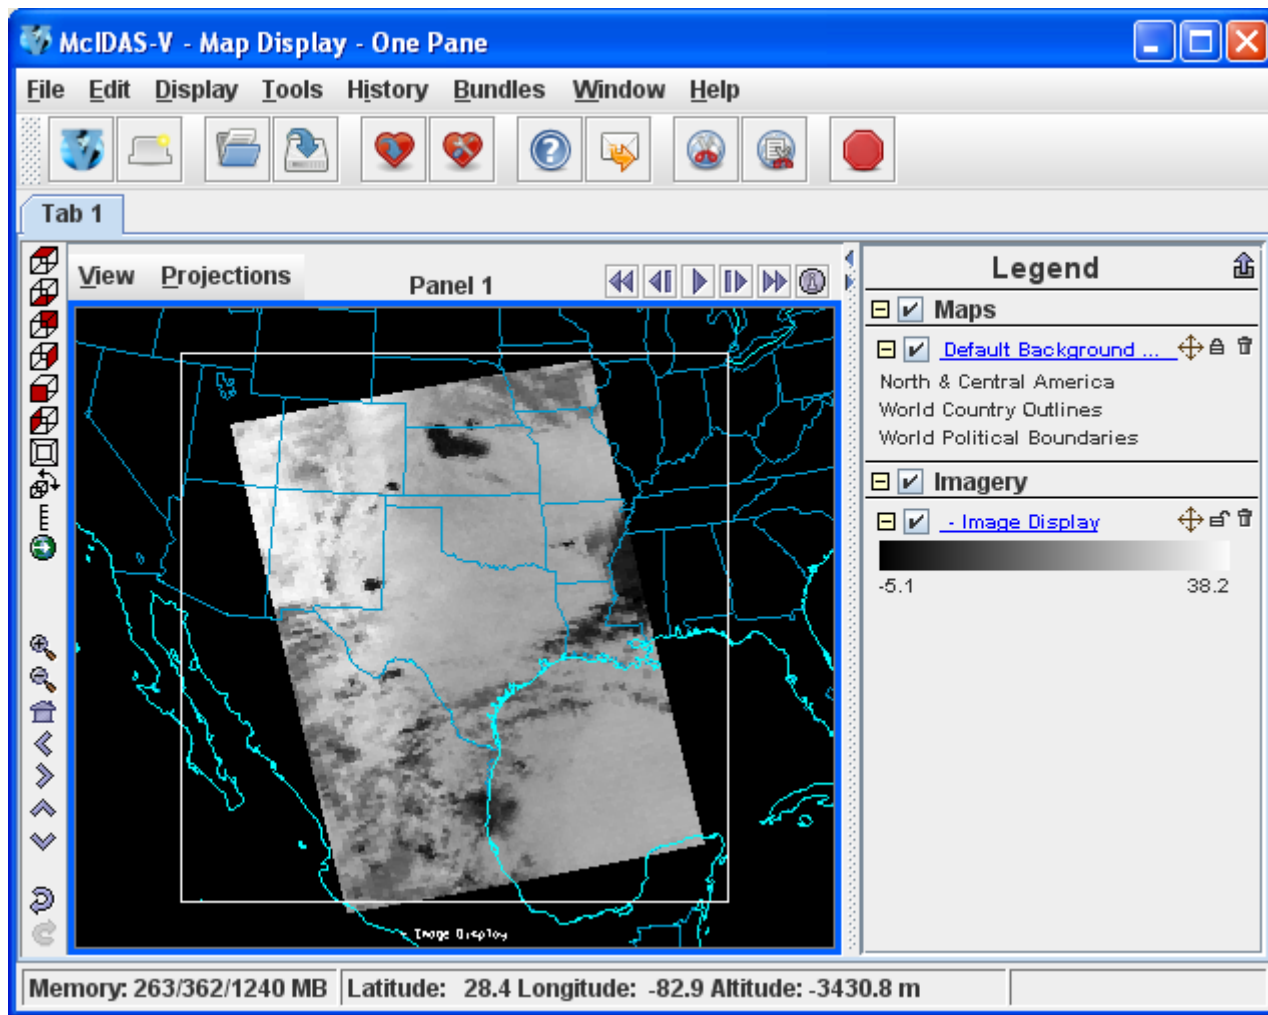 McIDAS-V - Map Display - One Pane
File Edit Display Tools History Bundles Window Help
Tab 1
View Projections
Panel 1
Legend
Maps
Default Background ...
North & Central America
World Country Outlines
World Political Boundaries
Imagery
- Image Display
-5.1 38.2
Image Display
Memory: 263/362/1240 MB Latitude: 28.4 Longitude: -82.9 Altitude: -3430.8 m